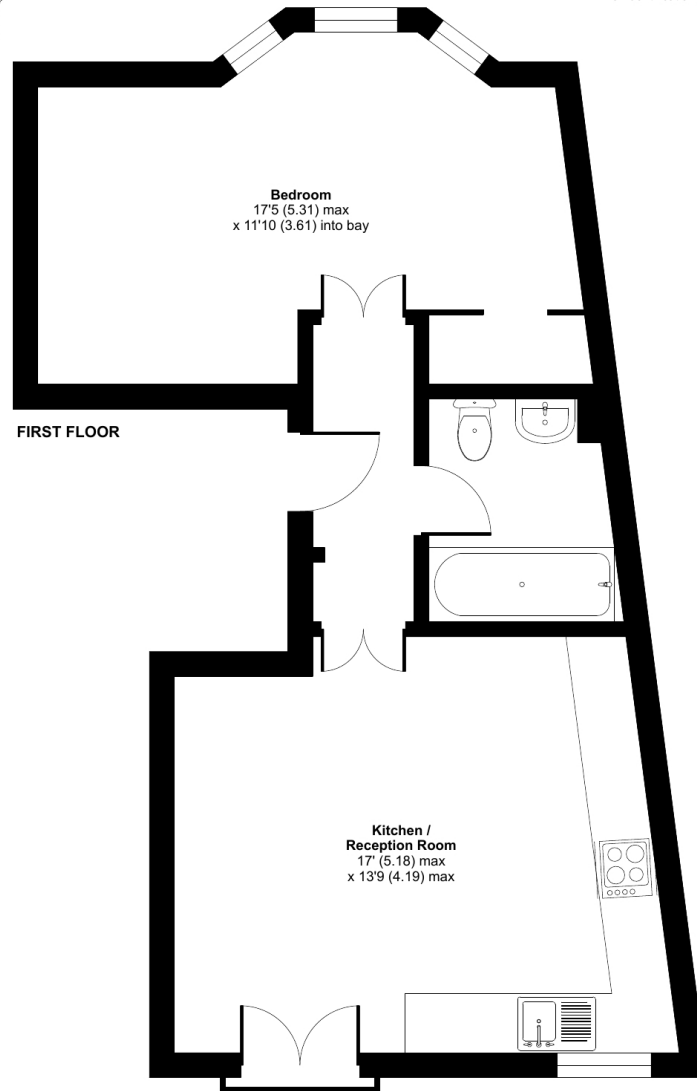 Bedroom
17'5 (5.31) max
x 11'10 (3.61) into bay
FIRST FLOOR
Kitchen /
Reception Room
17' (5.18) max
x 13'9 (4.19) max